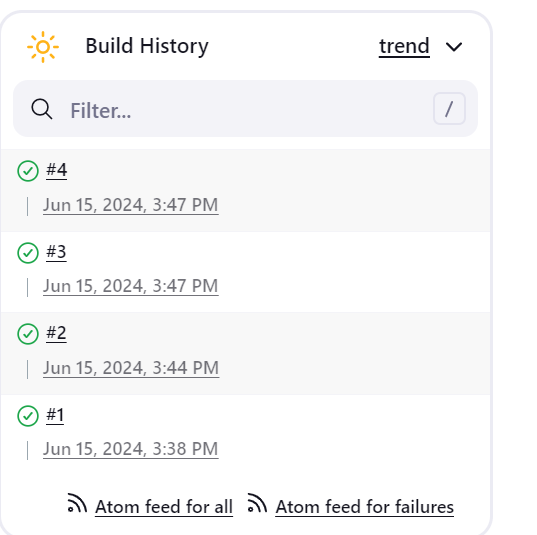 Build History trend
Filter... /
#4
Jun 15, 2024, 3:47 PM
#3
Jun 15, 2024, 3:47 PM
#2
Jun 15, 2024, 3:44 PM
#1
Jun 15, 2024, 3:38 PM
Atom feed for all Atom feed for failures